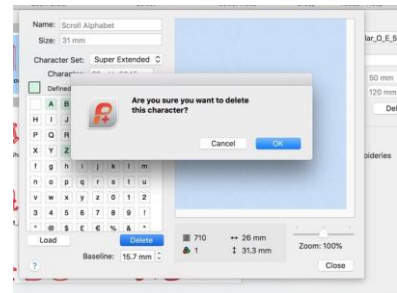 Name: Scroll Alphabet
Size: 31 mm
Character Set: Super Extended
Defined
A B
H I J
P Q R
X Y Z
Are you sure you want to delete
this character?
Cancel OK
50 mm
120 mm
Del
f g h i j k l m
n o p q r s t u
v w x y z 0 1 2
3 4 5 6 7 8 9 !
" @ $ £ € % &
Load Delete
Baseline: 15.7 mm
?
710 26 mm
1 31.3 mm
Zoom: 100%
Close